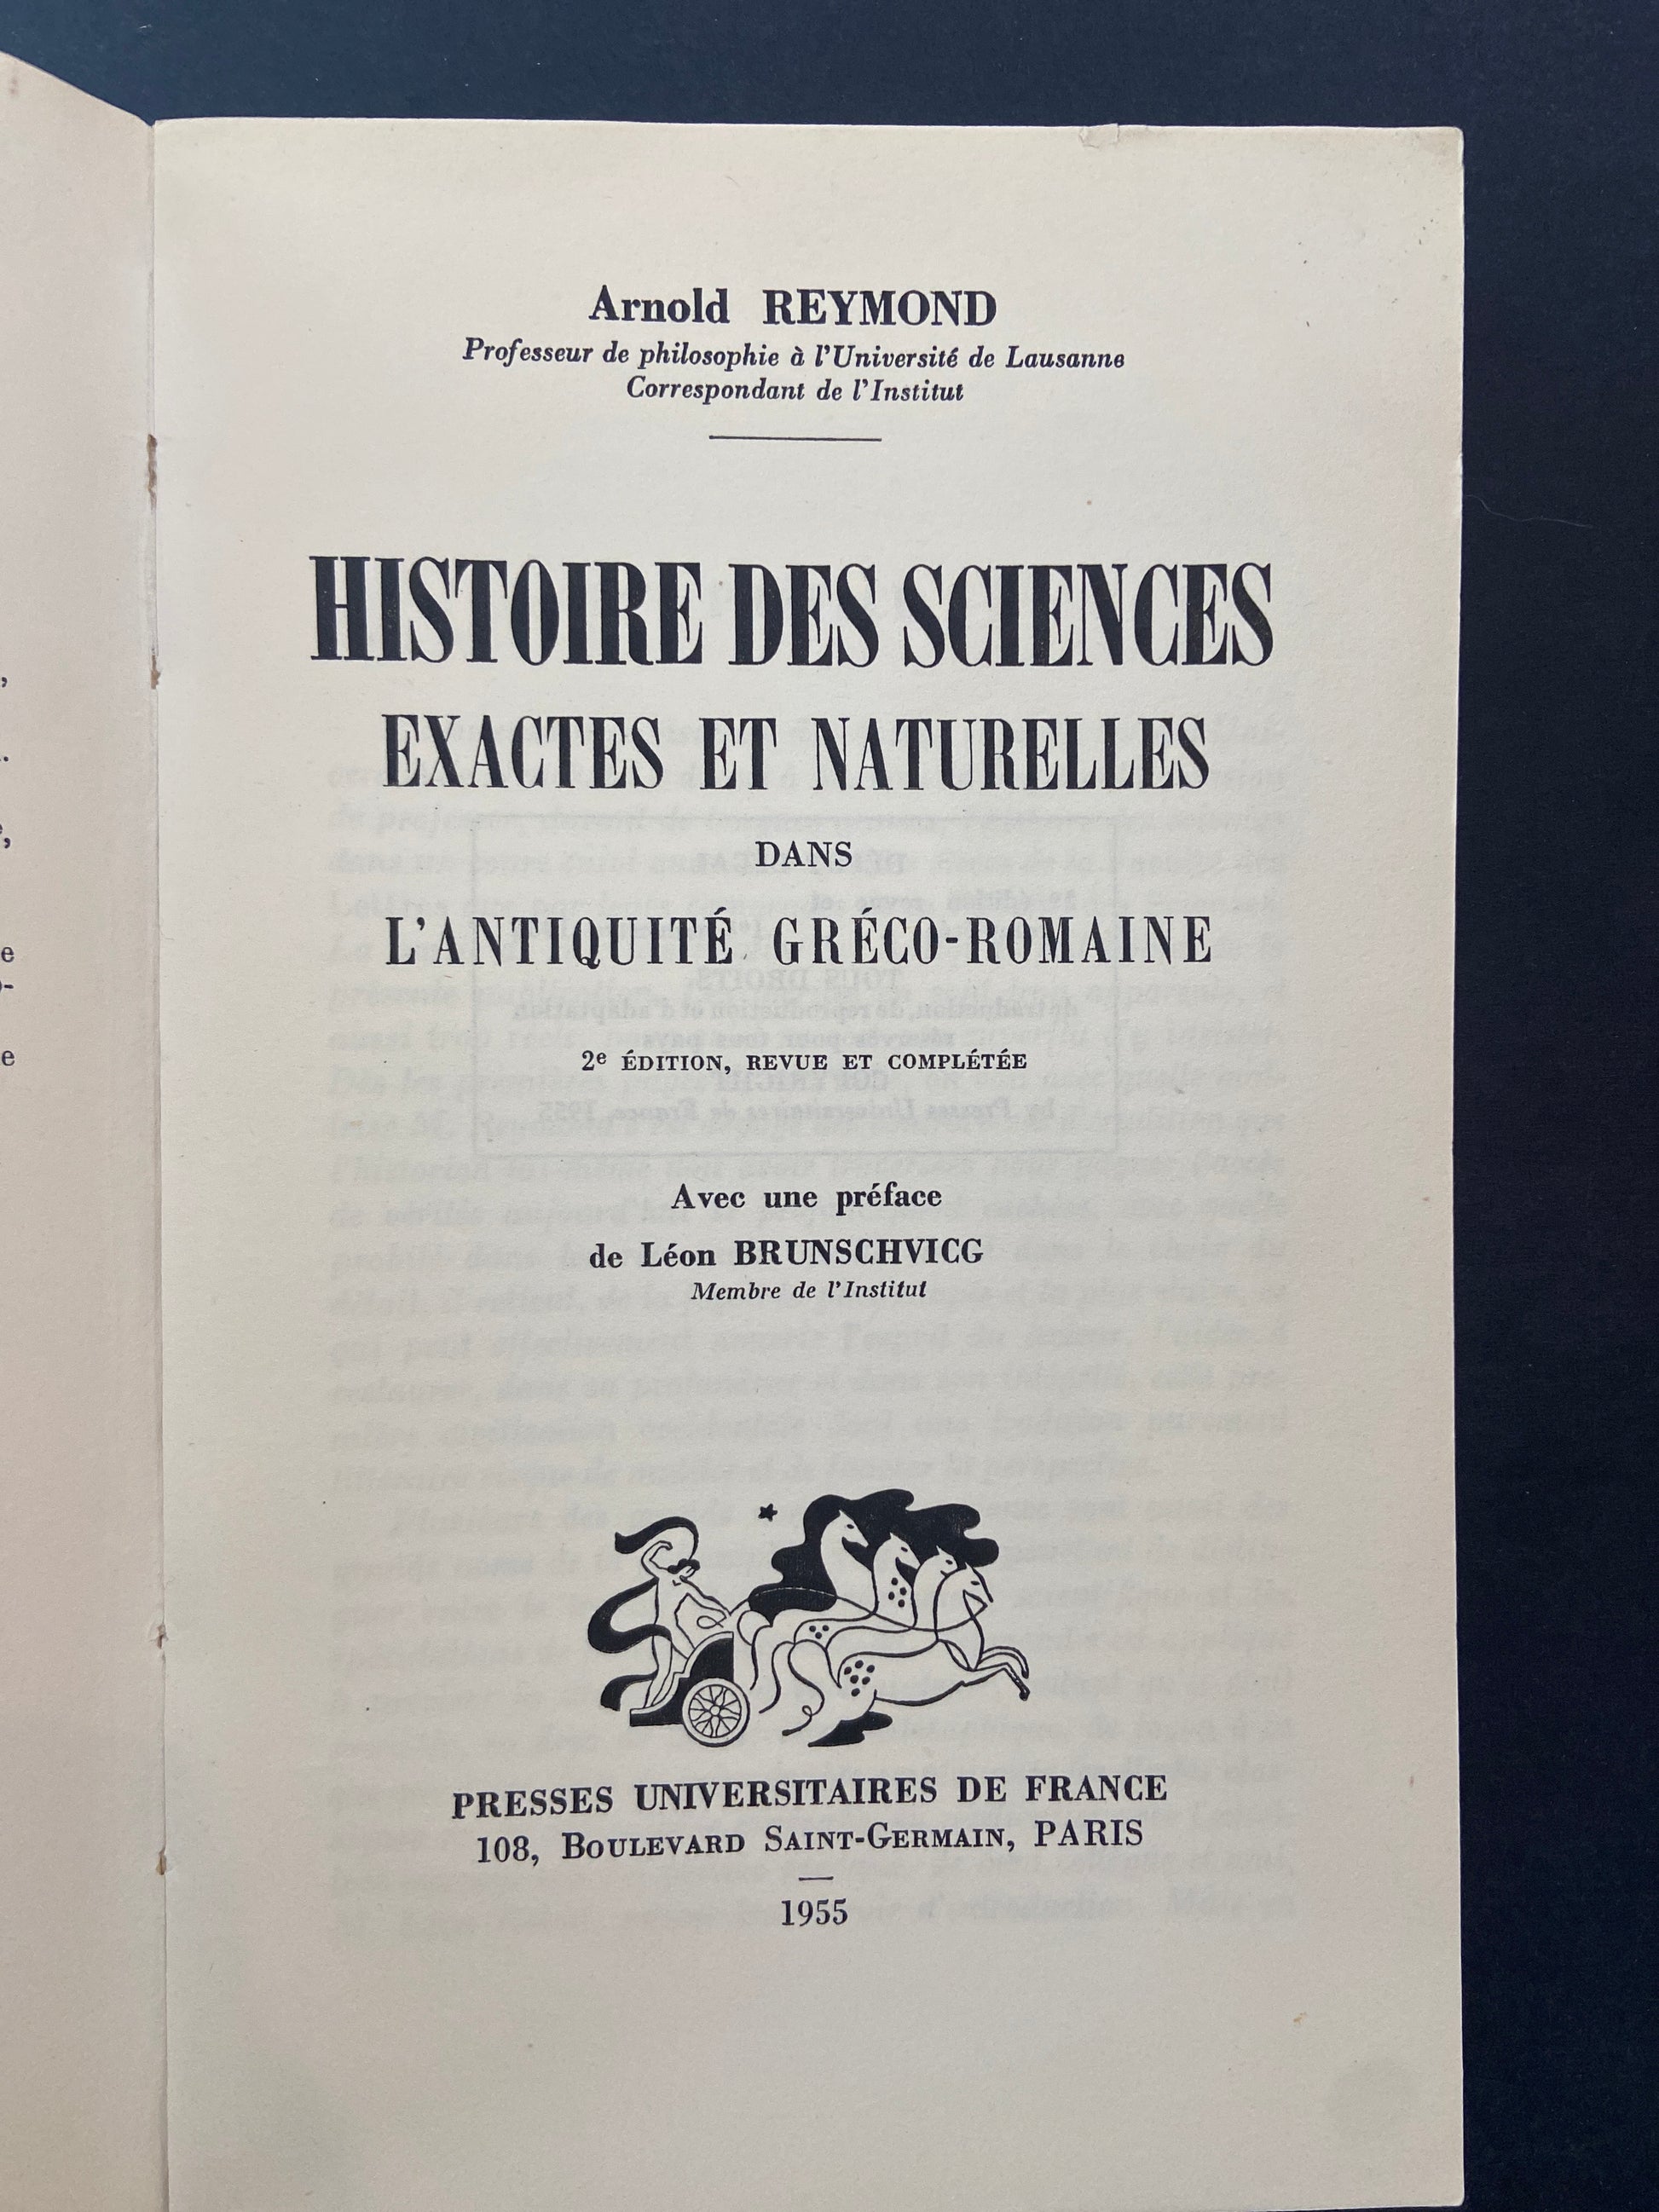 Arnold REYMOND
Professeur de philosophie à l'Université de Lausanne
Correspondant de l'Institut
HISTOIRE DES SCIENCES
EXACTES ET NATURELLES
DANS
L'ANTIQUITÉ GRÉCO-ROMAINE
2e ÉDITION, REVUE ET COMPLÉTÉE
Avec une préface
de Léon BRUNSCHVICG
Membre de l'Institut
PRESSES UNIVERSITAIRES DE FRANCE
108, BOULEVARD SAINT-GERMAIN, PARIS
1955